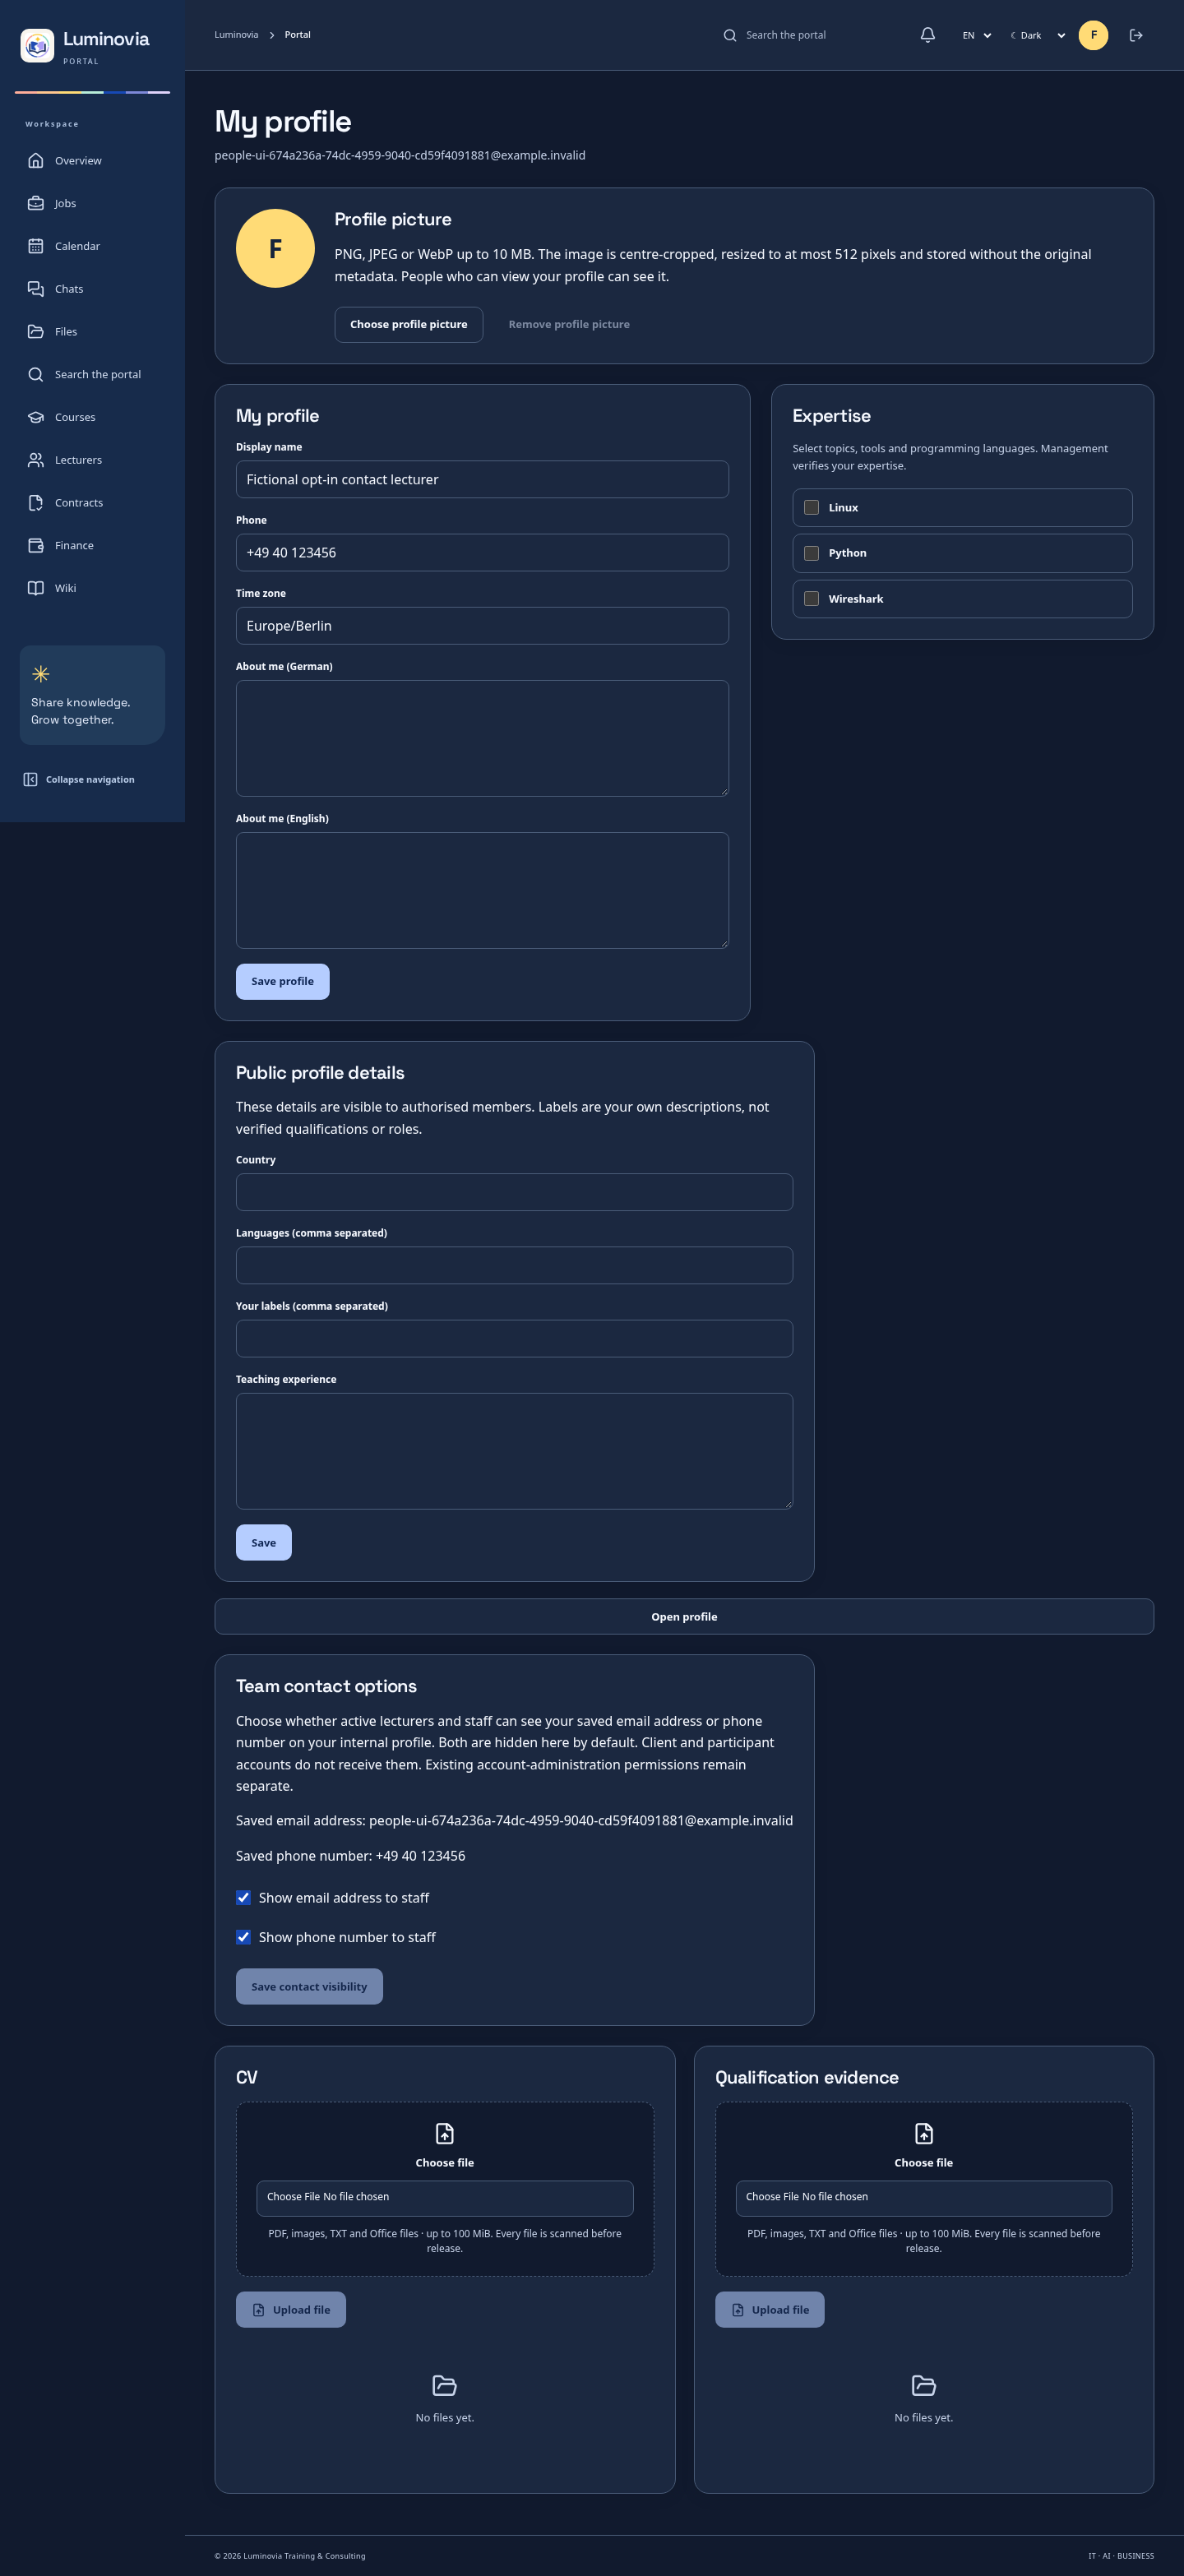 Luminovia
PORTAL
Workspace
Overview
Jobs
Calendar
Chats
Files
Search the portal
Courses
Lecturers
Contracts
Finance
Wiki
Share knowledge.
Grow together.
Collapse navigation
Luminovia > Portal
Search the portal
EN
Dark
F
My profile
people-ui-674a236a-74dc-4959-9040-cd59f4091881@example.invalid
F
Profile picture
PNG, JPEG or WebP up to 10 MB. The image is centre-cropped, resized to at most 512 pixels and stored without the original
metadata. People who can view your profile can see it.
Choose profile picture
Remove profile picture
My profile
Display name
Fictional opt-in contact lecturer
Phone
+49 40 123456
Time zone
Europe/Berlin
About me (German)
About me (English)
Save profile
Expertise
Select topics, tools and programming languages. Management
verifies your expertise.
Linux
Python
Wireshark
Public profile details
These details are visible to authorised members. Labels are your own descriptions, not
verified qualifications or roles.
Country
Languages (comma separated)
Your labels (comma separated)
Teaching experience
Save
Open profile
Team contact options
Choose whether active lecturers and staff can see your saved email address or phone
number on your internal profile. Both are hidden here by default. Client and participant
accounts do not receive them. Existing account-administration permissions remain
separate.
Saved email address: people-ui-674a236a-74dc-4959-9040-cd59f4091881@example.invalid
Saved phone number: +49 40 123456
Show email address to staff
Show phone number to staff
Save contact visibility
CV
Choose file
Choose File No file chosen
PDF, images, TXT and Office files · up to 100 MiB. Every file is scanned before
release.
Upload file
No files yet.
Qualification evidence
Choose file
Choose File No file chosen
PDF, images, TXT and Office files · up to 100 MiB. Every file is scanned before
release.
Upload file
No files yet.
© 2026 Luminovia Training & Consulting
IT · AI · BUSINESS